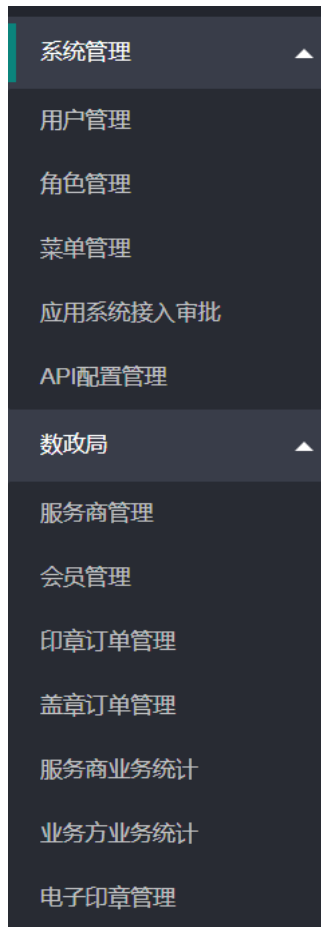 系统管理
用户管理
角色管理
菜单管理
应用系统接入审批
API配置管理
数政局
服务商管理
会员管理
印章订单管理
盖章订单管理
服务商业务统计
业务方业务统计
电子印章管理